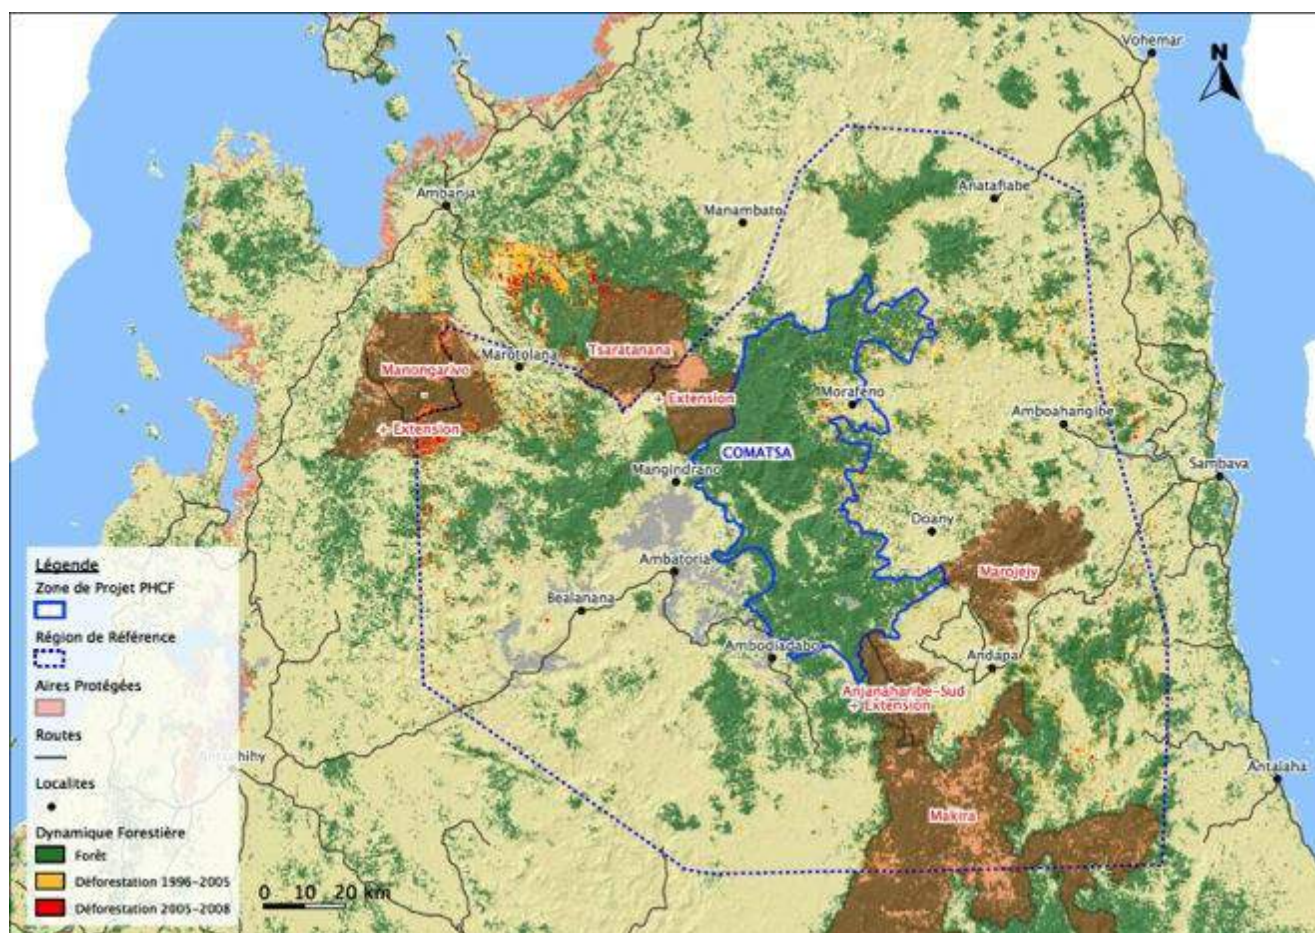 Vohemar
N
Ambanja
Anatafiabe
Manambato
Tsaratanana
Marotolana
Manongarivo
+ Extension
Morafeno
Amboahangibe
+ Extension
COMATSA
Mangindrano
Sambava
Doany
Ambatoria
Marojejy
Bealanana
Ambodiadabo
Andapa
Anjanaharibe-Sud
+ Extension
Antalaha
Makira
Légende
Zone de Projet PHCF
Région de Référence
Aires Protégées
Routes
Localites
Dynamique Forestière
Forêt
Déforestation 1996-2005
Déforestation 2005-2008
0 10 20 km